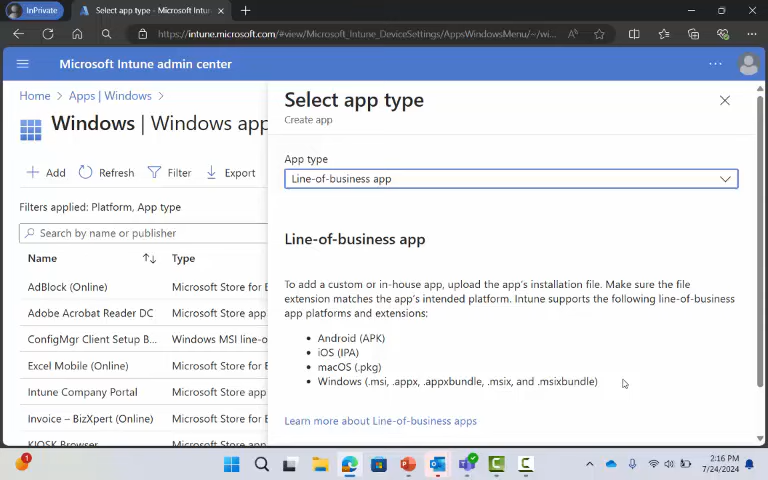 InPrivate
Select app type - Microsoft Intun
https://intune.microsoft.com/#view/Microsoft_Intune_DeviceSettings/AppsWindowsMenu/~/wi...
Microsoft Intune admin center
Home > Apps | Windows >
Windows | Windows app
Add Refresh Filter Export
Filters applied: Platform, App type
Search by name or publisher
Name Type
AdBlock (Online) Microsoft Store for B
Adobe Acrobat Reader DC Microsoft Store app
ConfigMgr Client Setup B... Windows MSI line-o
Excel Mobile (Online) Microsoft Store for B
Intune Company Portal Microsoft Store app
Invoice – BizXpert (Online) Microsoft Store for B
KIOSK Browser
Select app type
Create app
App type
Line-of-business app
Line-of-business app
To add a custom or in-house app, upload the app's installation file. Make sure the file
extension matches the app's intended platform. Intune supports the following line-of-business
app platforms and extensions:
• Android (APK)
• iOS (IPA)
• macOS (.pkg)
• Windows (.msi, .appx, .appxbundle, .msix, and .msixbundle)
Learn more about Line-of-business apps
1
2:16 PM
7/24/2024